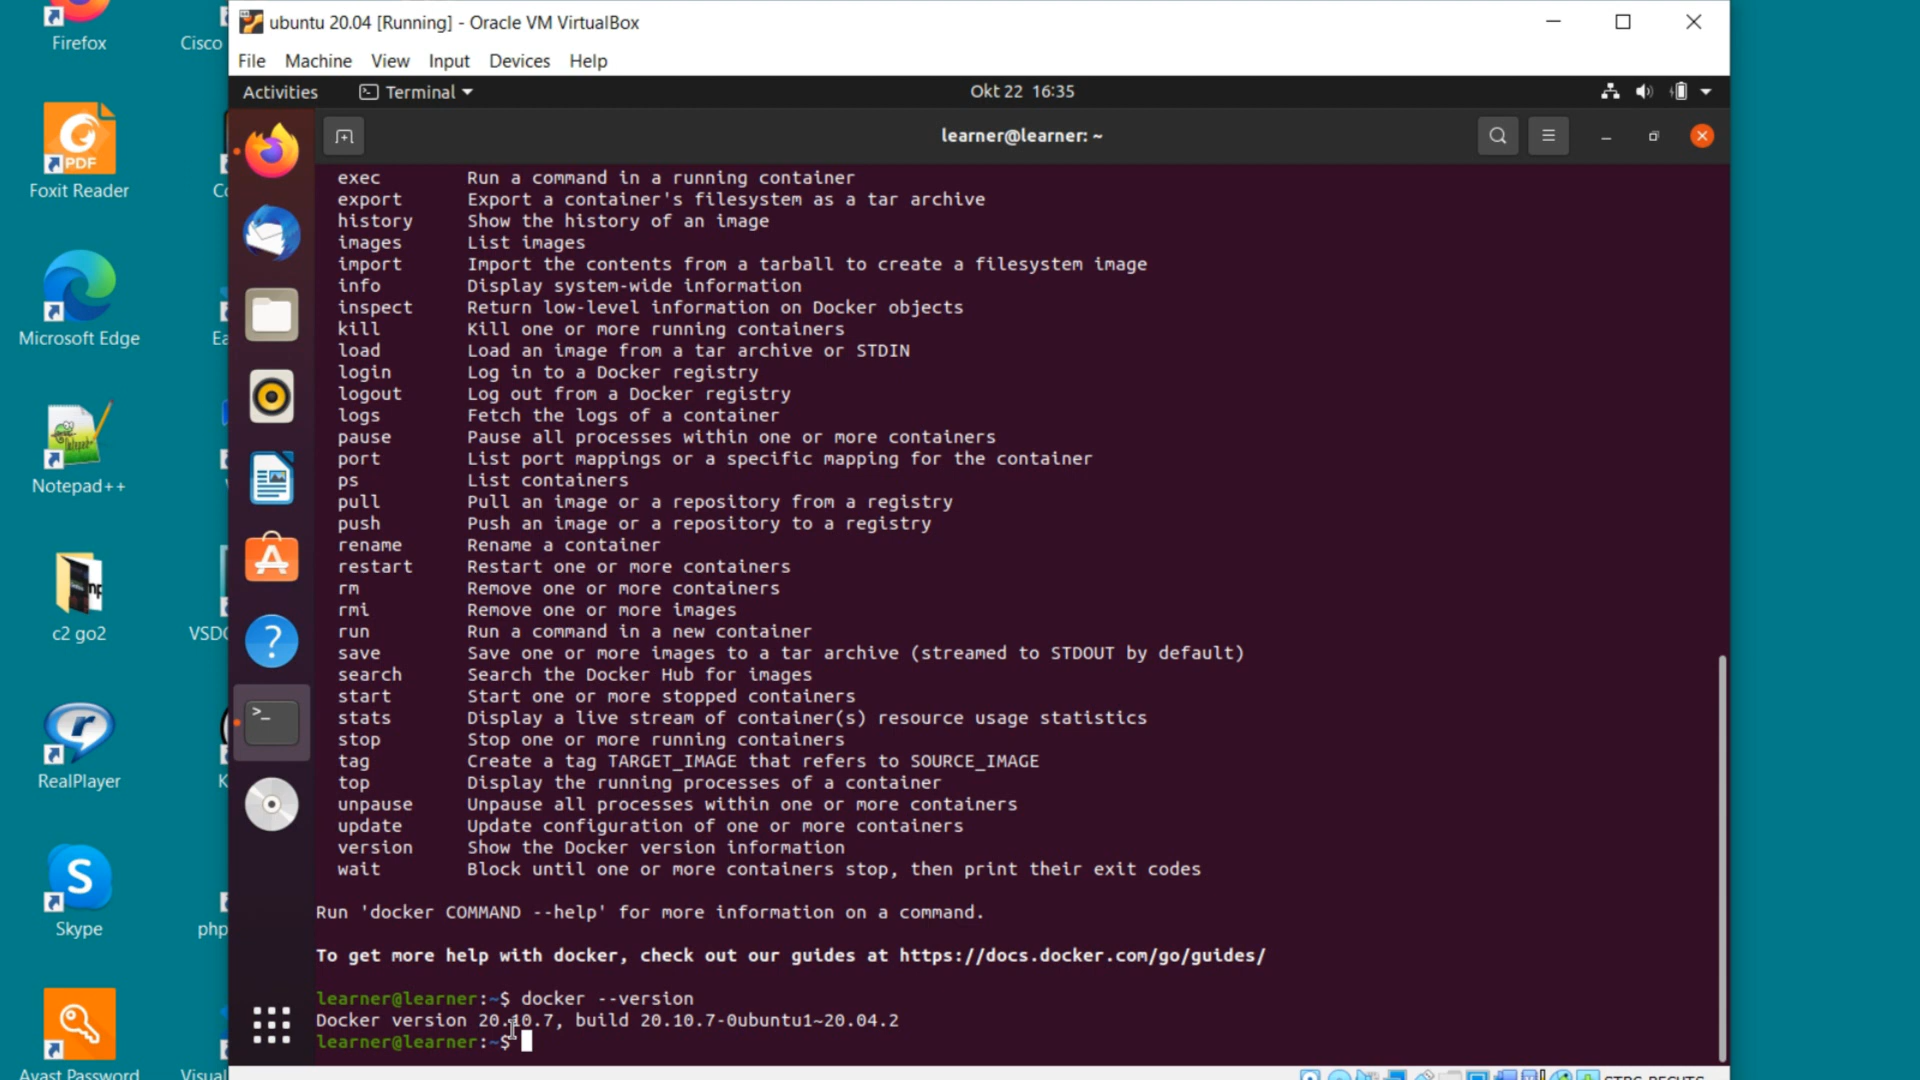 Firefox
Cisco
Foxit Reader
Microsoft Edge
Notepad++
c2 go2
VSDC
RealPlayer
Skype
php
Avast Password
Visual
ubuntu 20.04 [Running] - Oracle VM VirtualBox
File Machine View Input Devices Help
Activities Terminal Okt 22 16:35
learner@learner: ~
exec Run a command in a running container
export Export a container's filesystem as a tar archive
history Show the history of an image
images List images
import Import the contents from a tarball to create a filesystem image
info Display system-wide information
inspect Return low-level information on Docker objects
kill Kill one or more running containers
load Load an image from a tar archive or STDIN
login Log in to a Docker registry
logout Log out from a Docker registry
logs Fetch the logs of a container
pause Pause all processes within one or more containers
port List port mappings or a specific mapping for the container
ps List containers
pull Pull an image or a repository from a registry
push Push an image or a repository to a registry
rename Rename a container
restart Restart one or more containers
rm Remove one or more containers
rmi Remove one or more images
run Run a command in a new container
save Save one or more images to a tar archive (streamed to STDOUT by default)
search Search the Docker Hub for images
start Start one or more stopped containers
stats Display a live stream of container(s) resource usage statistics
stop Stop one or more running containers
tag Create a tag TARGET_IMAGE that refers to SOURCE_IMAGE
top Display the running processes of a container
unpause Unpause all processes within one or more containers
update Update configuration of one or more containers
version Show the Docker version information
wait Block until one or more containers stop, then print their exit codes
Run 'docker COMMAND --help' for more information on a command.
To get more help with docker, check out our guides at https://docs.docker.com/go/guides/
learner@learner:~$ docker --version
Docker version 20.10.7, build 20.10.7-0ubuntu1~20.04.2
learner@learner:~$